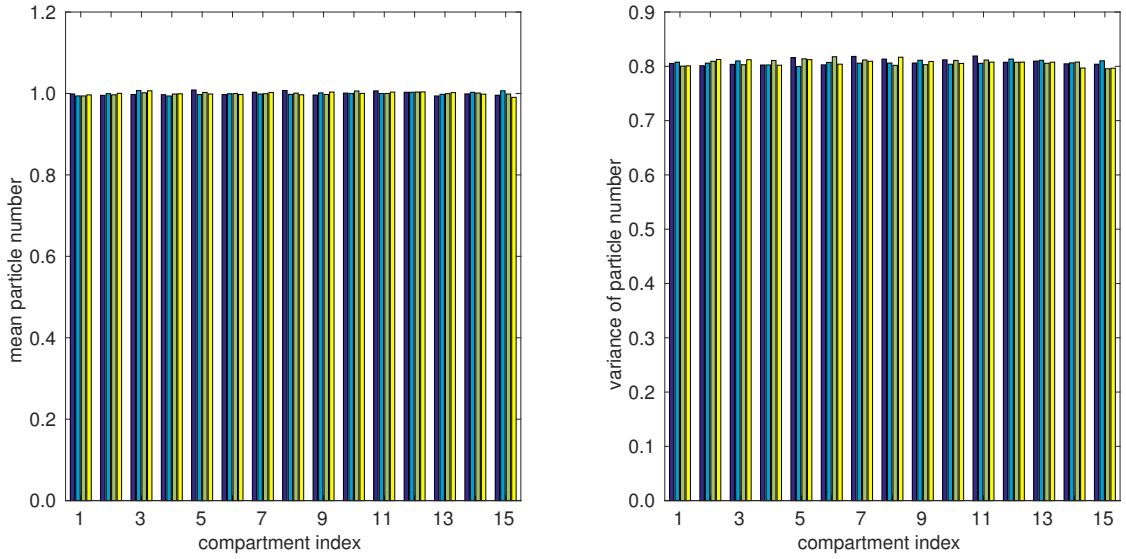 mean particle number
1.2
1.0
0.8
0.6
0.4
0.2
0.0
1 3 5 7 9 11 13 15
compartment index
variance of particle number
0.9
0.8
0.7
0.6
0.5
0.4
0.3
0.2
0.1
0.0
1 3 5 7 9 11 13 15
compartment index